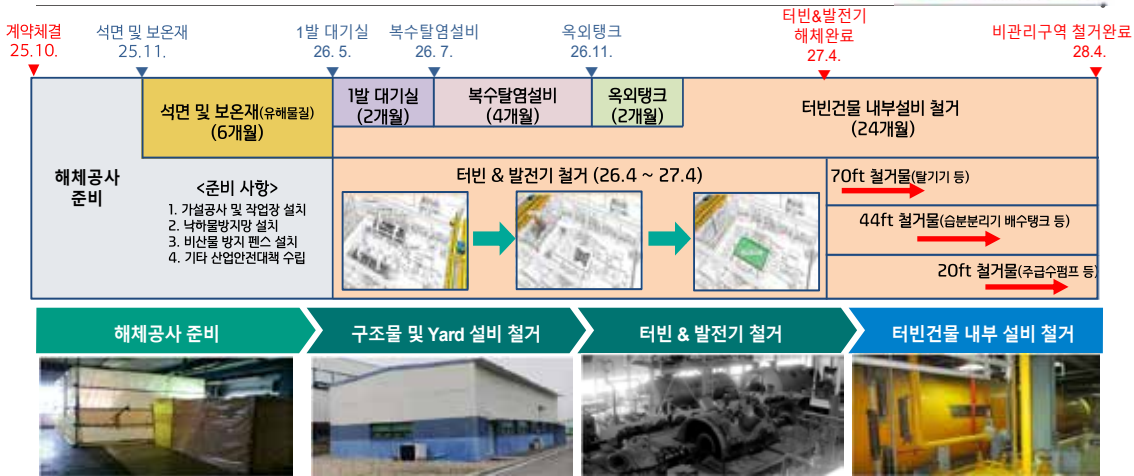 계약체결
25.10.
석면 및 보온재
25.11.
1발 대기실
26.5.
복수탈염설비
26.7.
옥외탱크
26.11.
터빈&발전기
해체완료
27.4.
비관리구역 철거완료
28.4.
해체공사
준비
석면 및 보온재(유해물질)
(6개월)
1발 대기실
(2개월)
복수탈염설비
(4개월)
옥외탱크
(2개월)
터빈건물 내부설비 철거
(24개월)
<준비 사항>
1. 가설공사 및 작업장 설치
2. 낙하물방지망 설치
3. 비산물 방지 펜스 설치
4. 기타 산업안전대책 수립
터빈 & 발전기 철거 (26.4 ~ 27.4)
70ft 철거물(탈기기 등)
44ft 철거물(습분분리기 배수탱크 등)
20ft 철거물(주급수펌프 등)
해체공사 준비
구조물 및 Yard 설비 철거
터빈 & 발전기 철거
터빈건물 내부 설비 철거